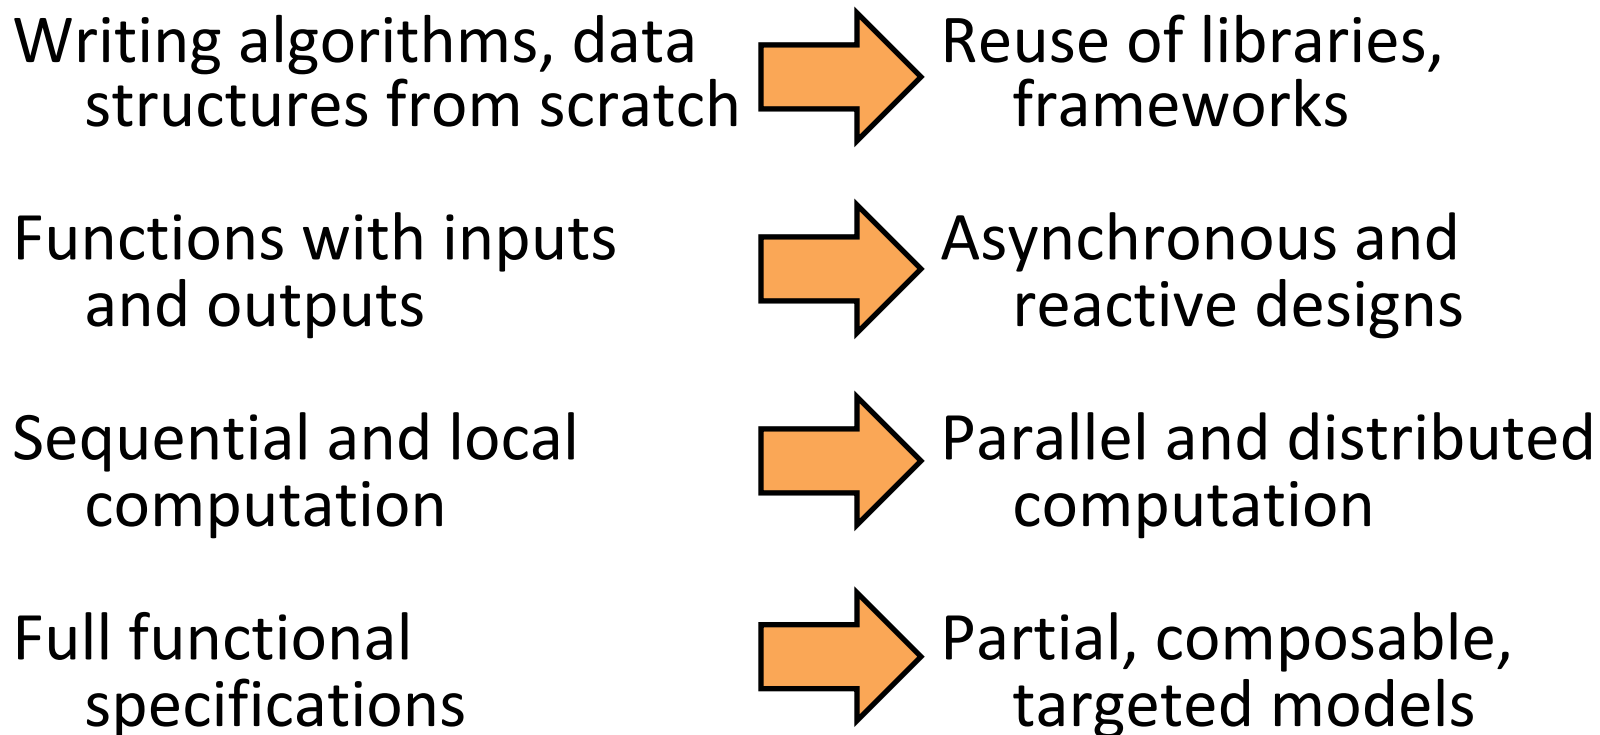 Writing algorithms, data
structures from scratch
Reuse of libraries,
frameworks
Functions with inputs
and outputs
Asynchronous and
reactive designs
Sequential and local
computation
Parallel and distributed
computation
Full functional
specifications
Partial, composable,
targeted models